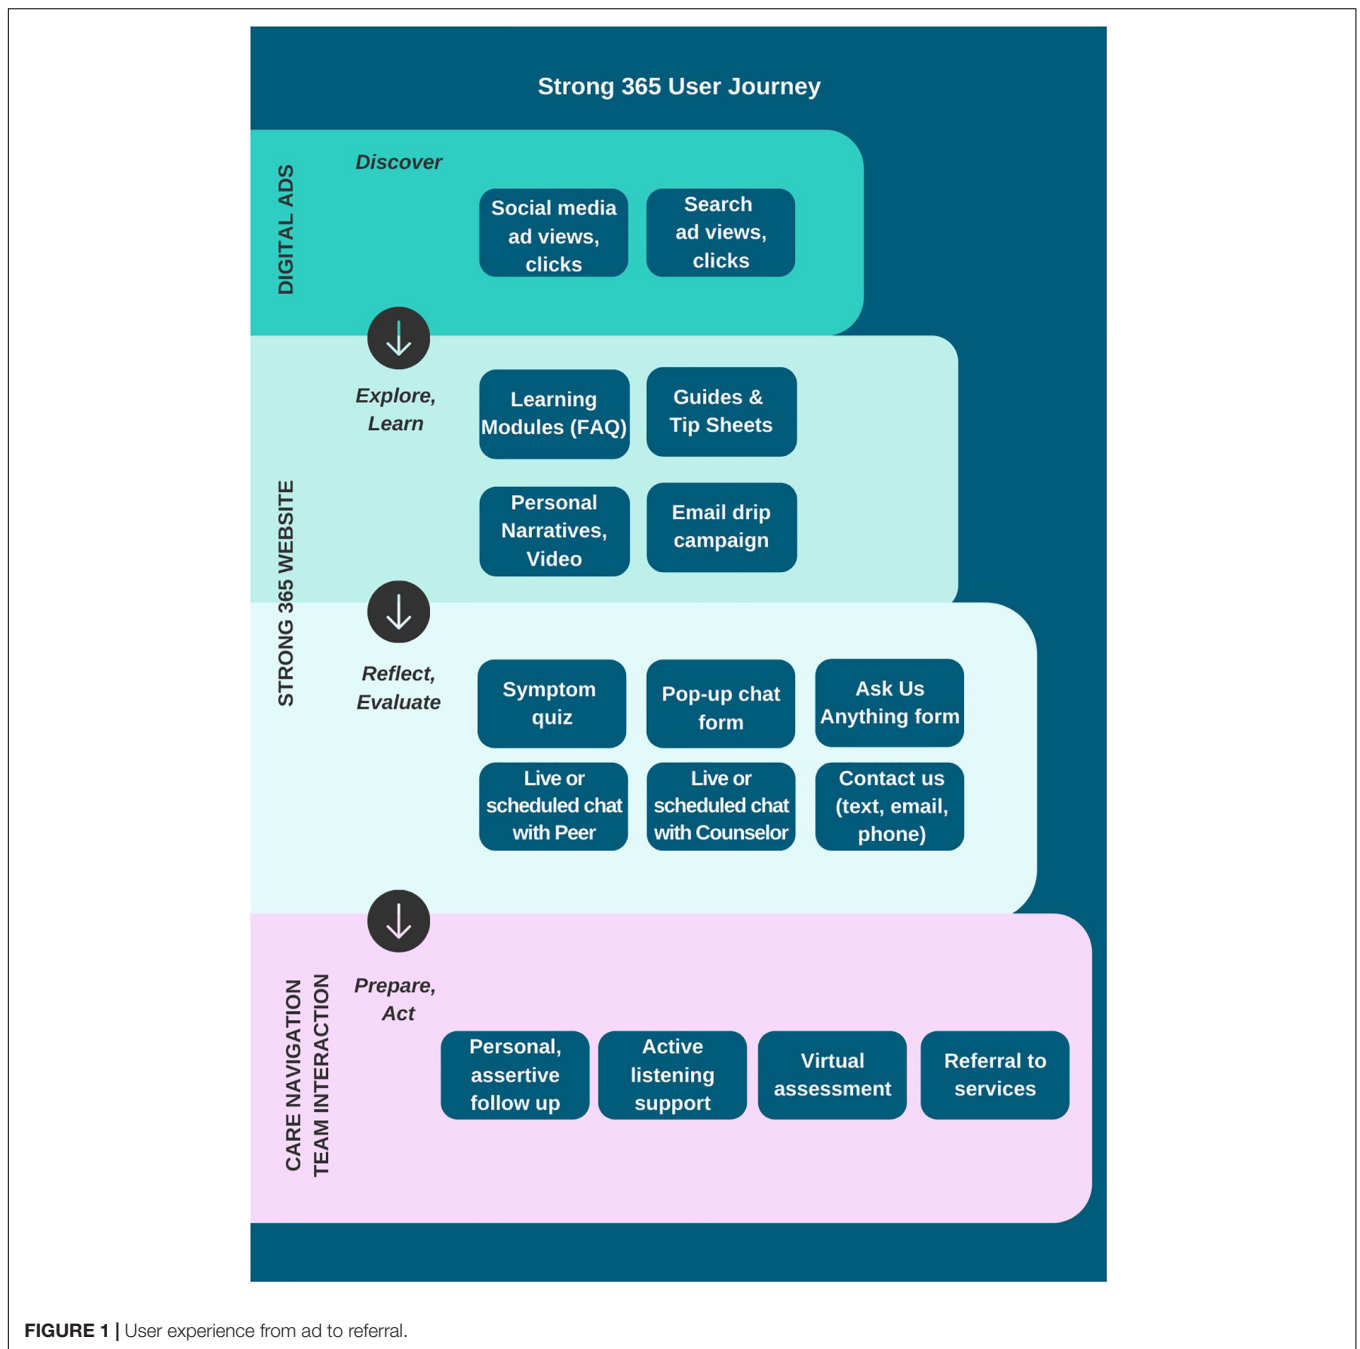 Strong 365 User Journey
DIGITAL ADS
Discover
Social media
ad views,
clicks
Search
ad views,
clicks
STRONG 365 WEBSITE
Explore,
Learn
Learning
Modules (FAQ)
Guides &
Tip Sheets
Personal
Narratives,
Video
Email drip
campaign
Reflect,
Evaluate
Symptom
quiz
Pop-up chat
form
Ask Us
Anything form
Live or
scheduled chat
with Peer
Live or
scheduled chat
with Counselor
Contact us
(text, email,
phone)
CARE NAVIGATION
TEAM INTERACTION
Prepare,
Act
Personal,
assertive
follow up
Active
listening
support
Virtual
assessment
Referral to
services
FIGURE 1 | User experience from ad to referral.